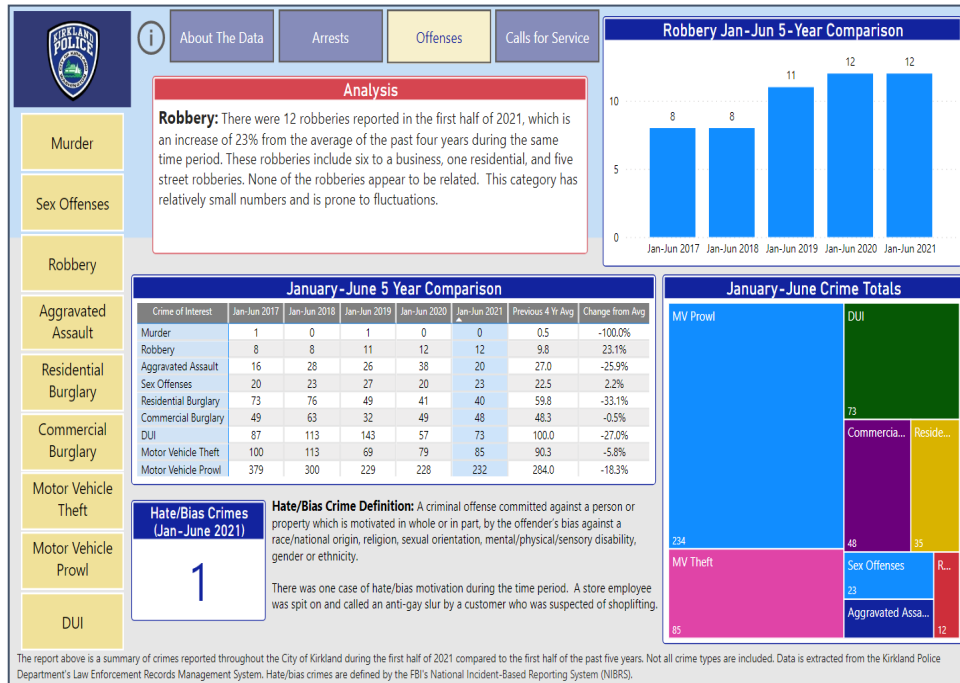 KIRKLAND
POLICE
i
About The Data
Arrests
Offenses
Calls for Service
Murder
Sex Offenses
Robbery
Aggravated
Assault
Residential
Burglary
Commercial
Burglary
Motor Vehicle
Theft
Motor Vehicle
Prowl
DUI
Analysis
Robbery: There were 12 robberies reported in the first half of 2021, which is
an increase of 23% from the average of the past four years during the same
time period. These robberies include six to a business, one residential, and five
street robberies. None of the robberies appear to be related. This category has
relatively small numbers and is prone to fluctuations.
Robbery Jan-Jun 5-Year Comparison
12 12
11
10
8 8
5
0
Jan-Jun 2017 Jan-Jun 2018 Jan-Jun 2019 Jan-Jun 2020 Jan-Jun 2021
January-June 5 Year Comparison
Crime of Interest Jan-Jun 2017 Jan-Jun 2018 Jan-Jun 2019 Jan-Jun 2020 Jan-Jun 2021 Previous 4 Yr Avg Change from Avg
Murder 1 0 1 0 0 0.5 -100.0%
Robbery 8 8 11 12 12 9.8 23.1%
Aggravated Assault 16 28 26 38 20 27.0 -25.9%
Sex Offenses 20 23 27 20 23 22.5 2.2%
Residential Burglary 73 76 49 41 40 59.8 -33.1%
Commercial Burglary 49 63 32 49 48 48.3 -0.5%
DUI 87 113 143 57 73 100.0 -27.0%
Motor Vehicle Theft 100 113 69 79 85 90.3 -5.8%
Motor Vehicle Prowl 379 300 229 228 232 284.0 -18.3%
January-June Crime Totals
MV Prowl
234
MV Theft
85
DUI
73
Commercia...
48
Reside...
35
Sex Offenses
23
Aggravated Assa...
R...
12
Hate/Bias Crimes
(Jan-June 2021)
1
Hate/Bias Crime Definition: A criminal offense committed against a person or
property which is motivated in whole or in part, by the offender's bias against a
race/national origin, religion, sexual orientation, mental/physical/sensory disability,
gender or ethnicity.
There was one case of hate/bias motivation during the time period. A store employee
was spit on and called an anti-gay slur by a customer who was suspected of shoplifting.
The report above is a summary of crimes reported throughout the City of Kirkland during the first half of 2021 compared to the first half of the past five years. Not all crime types are included. Data is extracted from the Kirkland Police
Department's Law Enforcement Records Management System. Hate/bias crimes are defined by the FBI's National Incident-Based Reporting System (NIBRS).